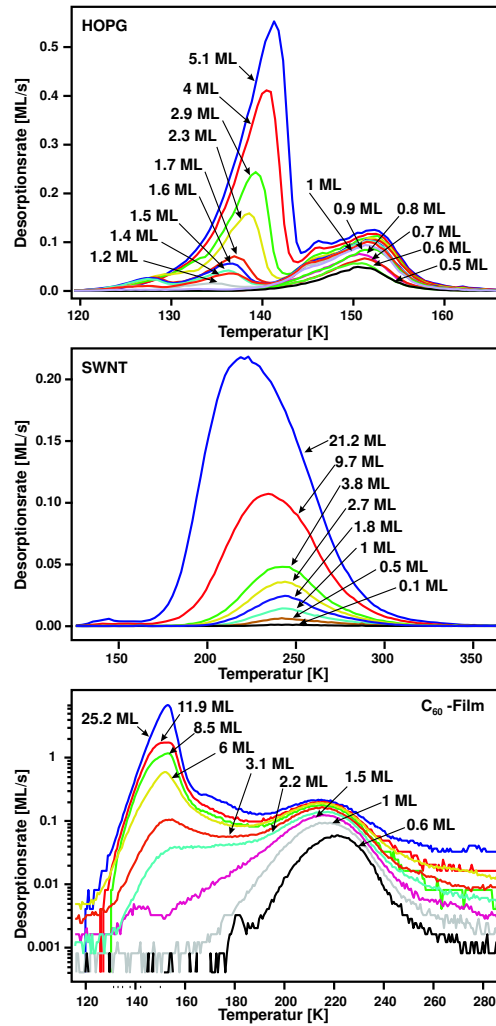 HOPG
Desorptionsrate [ML/s]
0.5
0.4
0.3
0.2
0.1
0.0
5.1 ML
4 ML
2.9 ML
2.3 ML
1.7 ML
1.6 ML
1.5 ML
1.4 ML
1.2 ML
1 ML
0.9 ML
0.8 ML
0.7 ML
0.6 ML
0.5 ML
120 130 140 150 160
Temperatur [K]
SWNT
Desorptionsrate [ML/s]
0.20
0.15
0.10
0.05
0.00
21.2 ML
9.7 ML
3.8 ML
2.7 ML
1.8 ML
1 ML
0.5 ML
0.1 ML
150 200 250 300 350
Temperatur [K]
C60 -Film
Desorptionsrate [ML/s]
1
0.1
0.01
0.001
25.2 ML
11.9 ML
8.5 ML
6 ML
3.1 ML
2.2 ML
1.5 ML
1 ML
0.6 ML
120 140 160 180 200 220 240 260 280
Temperatur [K]